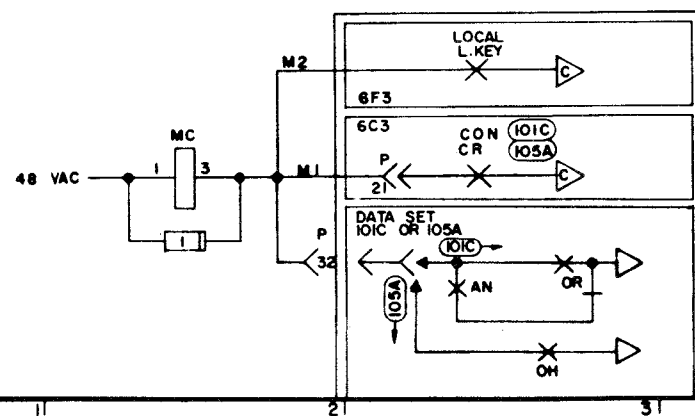 LOCAL
L.KEY
M2
C
6F3
6C3
MC
CON 101C
CR 105A
P
1 3
M1
21
C
48 VAC
1
DATA SET
101C OR 105A
P
101C
32
AN
OR
105A
OH
1 2 3